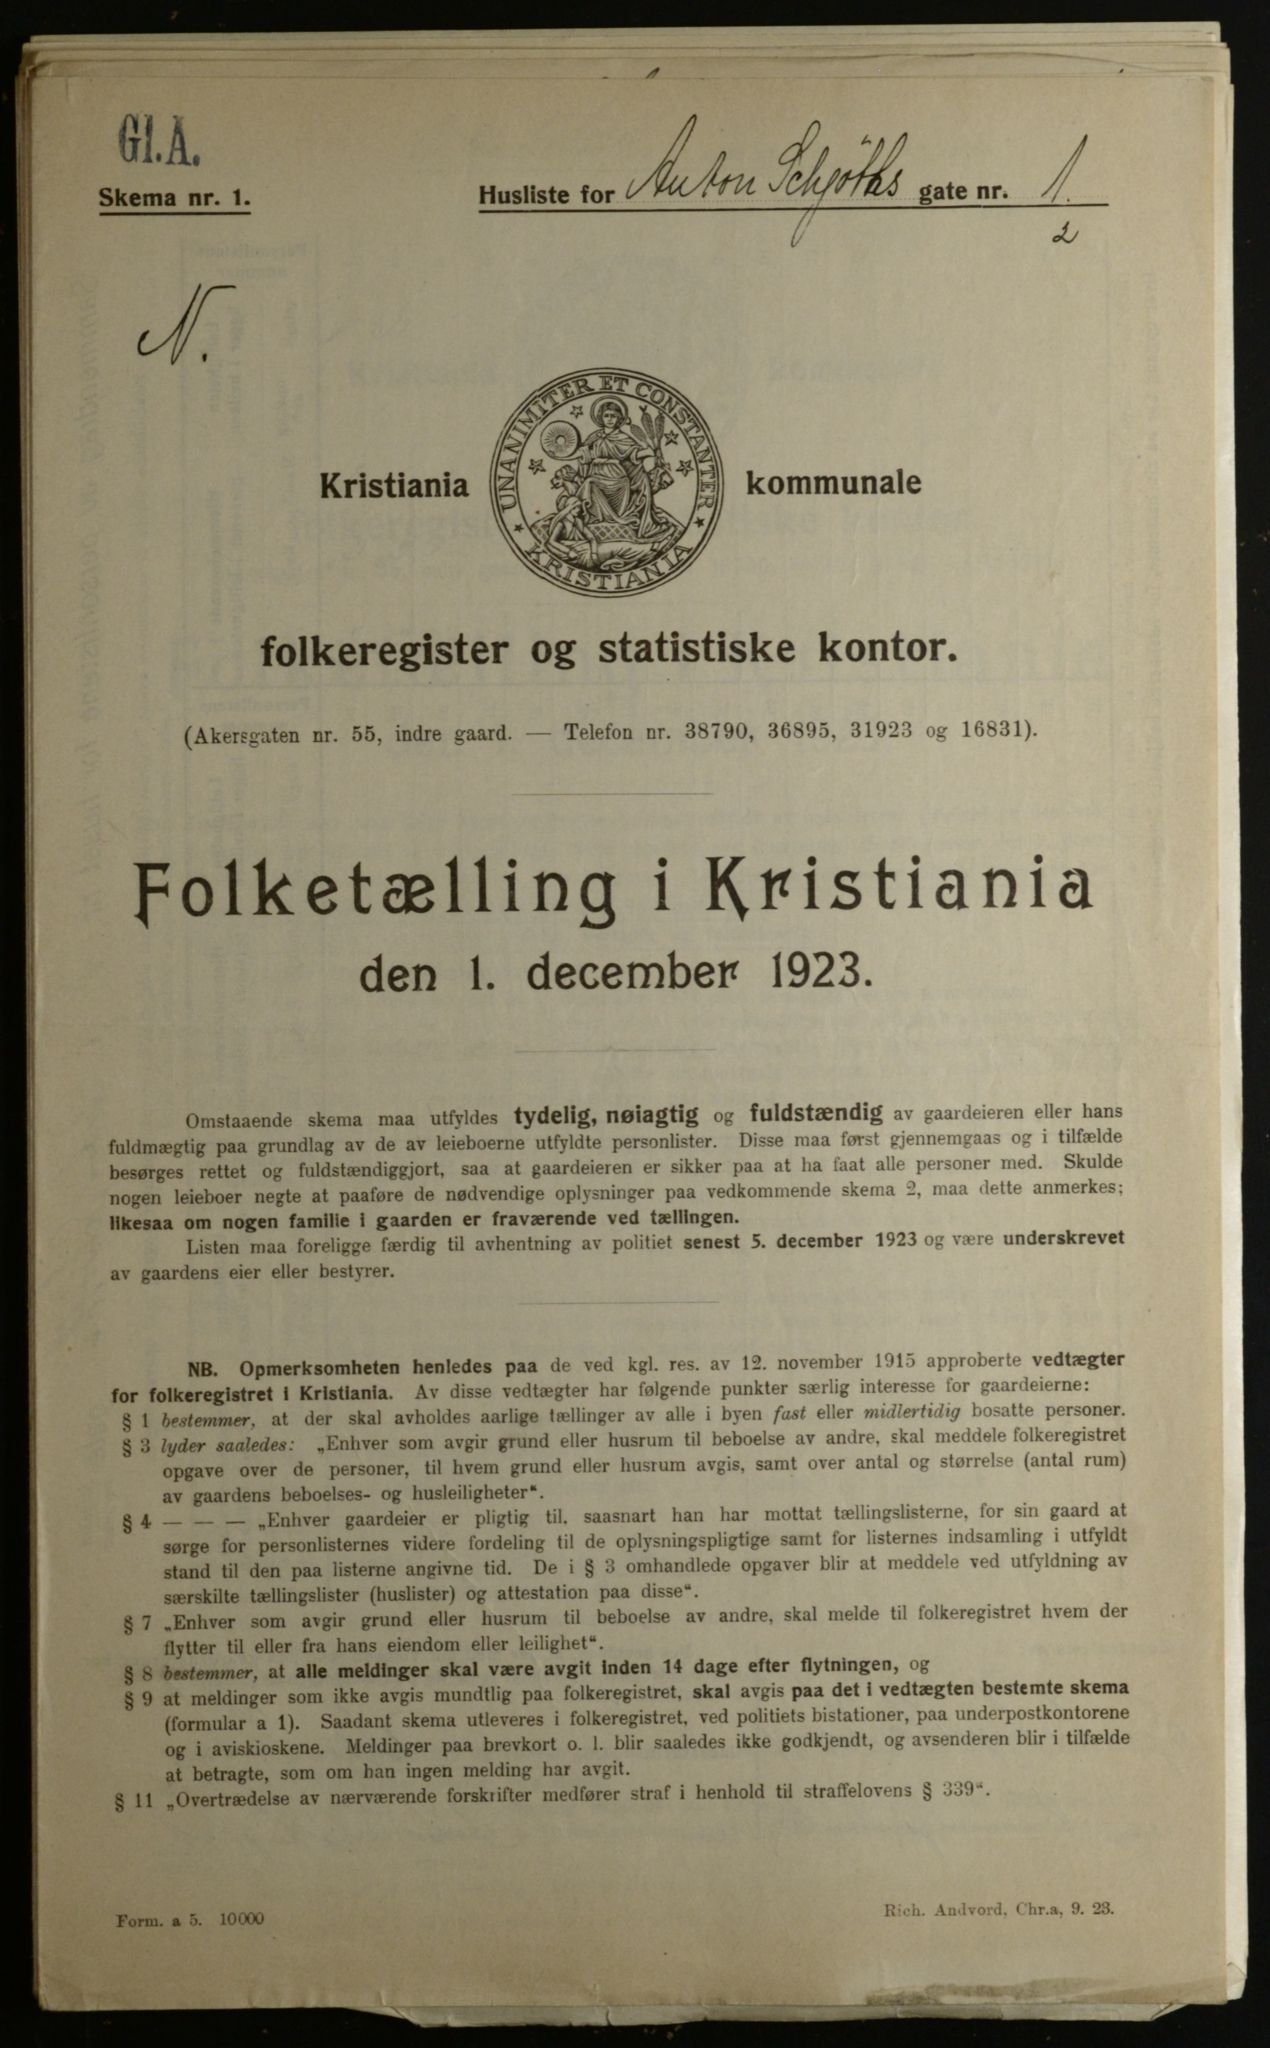 Gl. A.
Skema nr. 1.
Husliste for Anton Schjøths gate nr. 1.
2
N.
UNANIMITER ET CONSTANTER
KRISTIANIA
Kristiania kommunale
folkeregister og statistiske kontor.
(Akersgaten nr. 55, indre gaard. — Telefon nr. 38790, 36895, 31923 og 16831).
Folketælling i Kristiania
den 1. december 1923.
Omstaaende skema maa utfyldes tydelig, nøiagtig og fuldstændig av gaardeieren eller hans
fuldmægtig paa grundlag av de av leieboerne utfyldte personlister. Disse maa først gjennemgaas og i tilfælde
besørges rettet og fuldstændiggjort, saa at gaardeieren er sikker paa at ha faat alle personer med. Skulde
nogen leieboer negte at paaføre de nødvendige oplysninger paa vedkommende skema 2, maa dette anmerkes;
likesaa om nogen familie i gaarden er fraværende ved tællingen.
Listen maa foreligge færdig til avhentning av politiet senest 5. december 1923 og være underskrevet
av gaardens eier eller bestyrer.
NB. Opmerksomheten henledes paa de ved kgl. res. av 12. november 1915 approberte vedtægter
for folkeregistret i Kristiania. Av disse vedtægter har følgende punkter særlig interesse for gaardeierne:
§ 1 bestemmer, at der skal avholdes aarlige tællinger av alle i byen fast eller midlertidig bosatte personer.
§ 3 lyder saaledes: „Enhver som avgir grund eller husrum til beboelse av andre, skal meddele folkeregistret
opgave over de personer, til hvem grund eller husrum avgis, samt over antal og størrelse (antal rum)
av gaardens beboelses- og husleiligheter“.
§ 4 — — — „Enhver gaardeier er pligtig til, saasnart han har mottat tællingslisterne, for sin gaard at
sørge for personlisternes videre fordeling til de oplysningspligtige samt for listernes indsamling i utfyldt
stand til den paa listerne angivne tid. De i § 3 omhandlede opgaver blir at meddele ved utfyldning av
særskilte tællingslister (huslister) og attestation paa disse“.
§ 7 „Enhver som avgir grund eller husrum til beboelse av andre, skal melde til folkeregistret hvem der
flytter til eller fra hans eiendom eller leilighet“.
§ 8 bestemmer, at alle meldinger skal være avgit inden 14 dage efter flytningen, og
§ 9 at meldinger som ikke avgis mundtlig paa folkeregistret, skal avgis paa det i vedtægten bestemte skema
(formular a 1). Saadant skema utleveres i folkeregistret, ved politiets bistationer, paa underpostkontorene
og i aviskioskene. Meldinger paa brevkort o. l. blir saaledes ikke godkjendt, og avsenderen blir i tilfælde
at betragte, som om han ingen melding har avgit.
§ 11 „Overtrædelse av nærværende forskrifter medfører straf i henhold til straffelovens § 339“.
Form. a 5. 10000
Rich. Andvord, Chr.a, 9. 23.